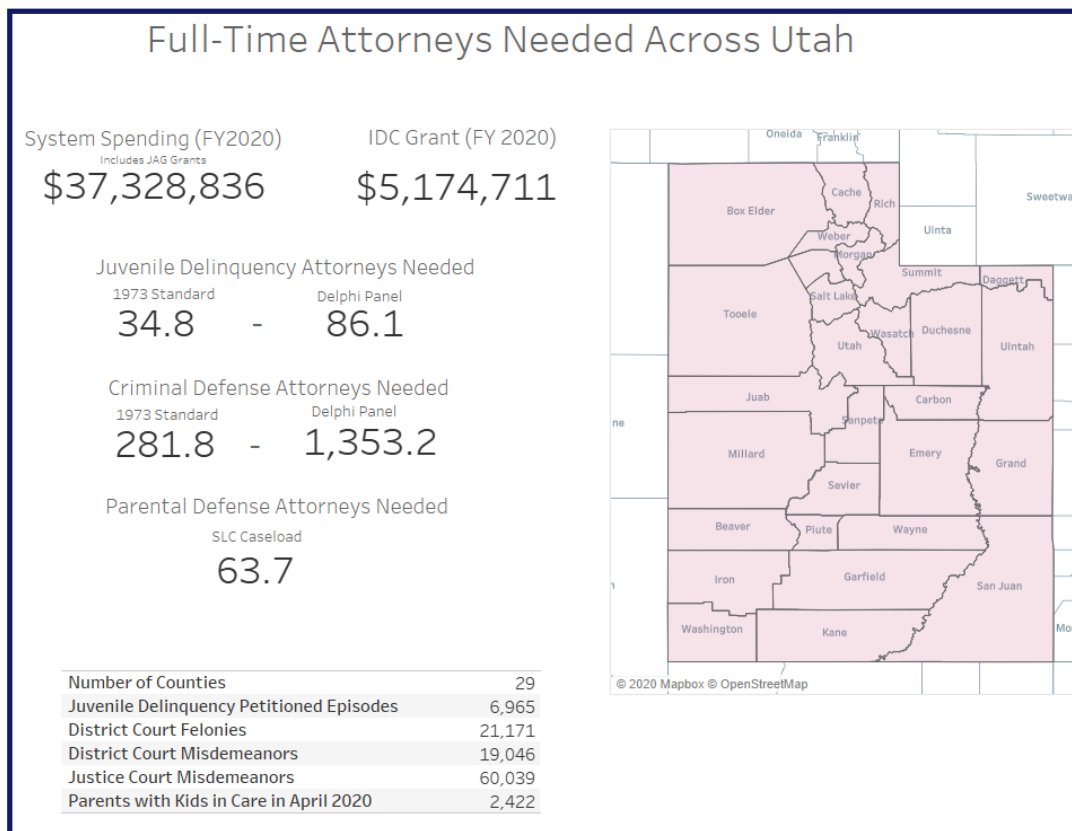 Full-Time Attorneys Needed Across Utah
System Spending (FY2020)
Includes JAG Grants
$37,328,836
IDC Grant (FY 2020)
$5,174,711
Juvenile Delinquency Attorneys Needed
1973 Standard
Delphi Panel
34.8 - 86.1
Criminal Defense Attorneys Needed
1973 Standard
Delphi Panel
281.8 - 1,353.2
Parental Defense Attorneys Needed
SLC Caseload
63.7
Number of Counties 29
Juvenile Delinquency Petitioned Episodes 6,965
District Court Felonies 21,171
District Court Misdemeanors 19,046
Justice Court Misdemeanors 60,039
Parents with Kids in Care in April 2020 2,422
Oneida
Franklin
Cache
Rich
Box Elder
Sweetwa
Uinta
Weber
Morgan
Summit
Daggett
Salt Lake
Tooele
Wasatch
Duchesne
Utah
Uintah
Juab
Carbon
Sanpete
ne
Millard
Emery
Grand
Sevier
Beaver
Piute
Wayne
Iron
Garfield
San Juan
Washington
Kane
Mo
© 2020 Mapbox © OpenStreetMap